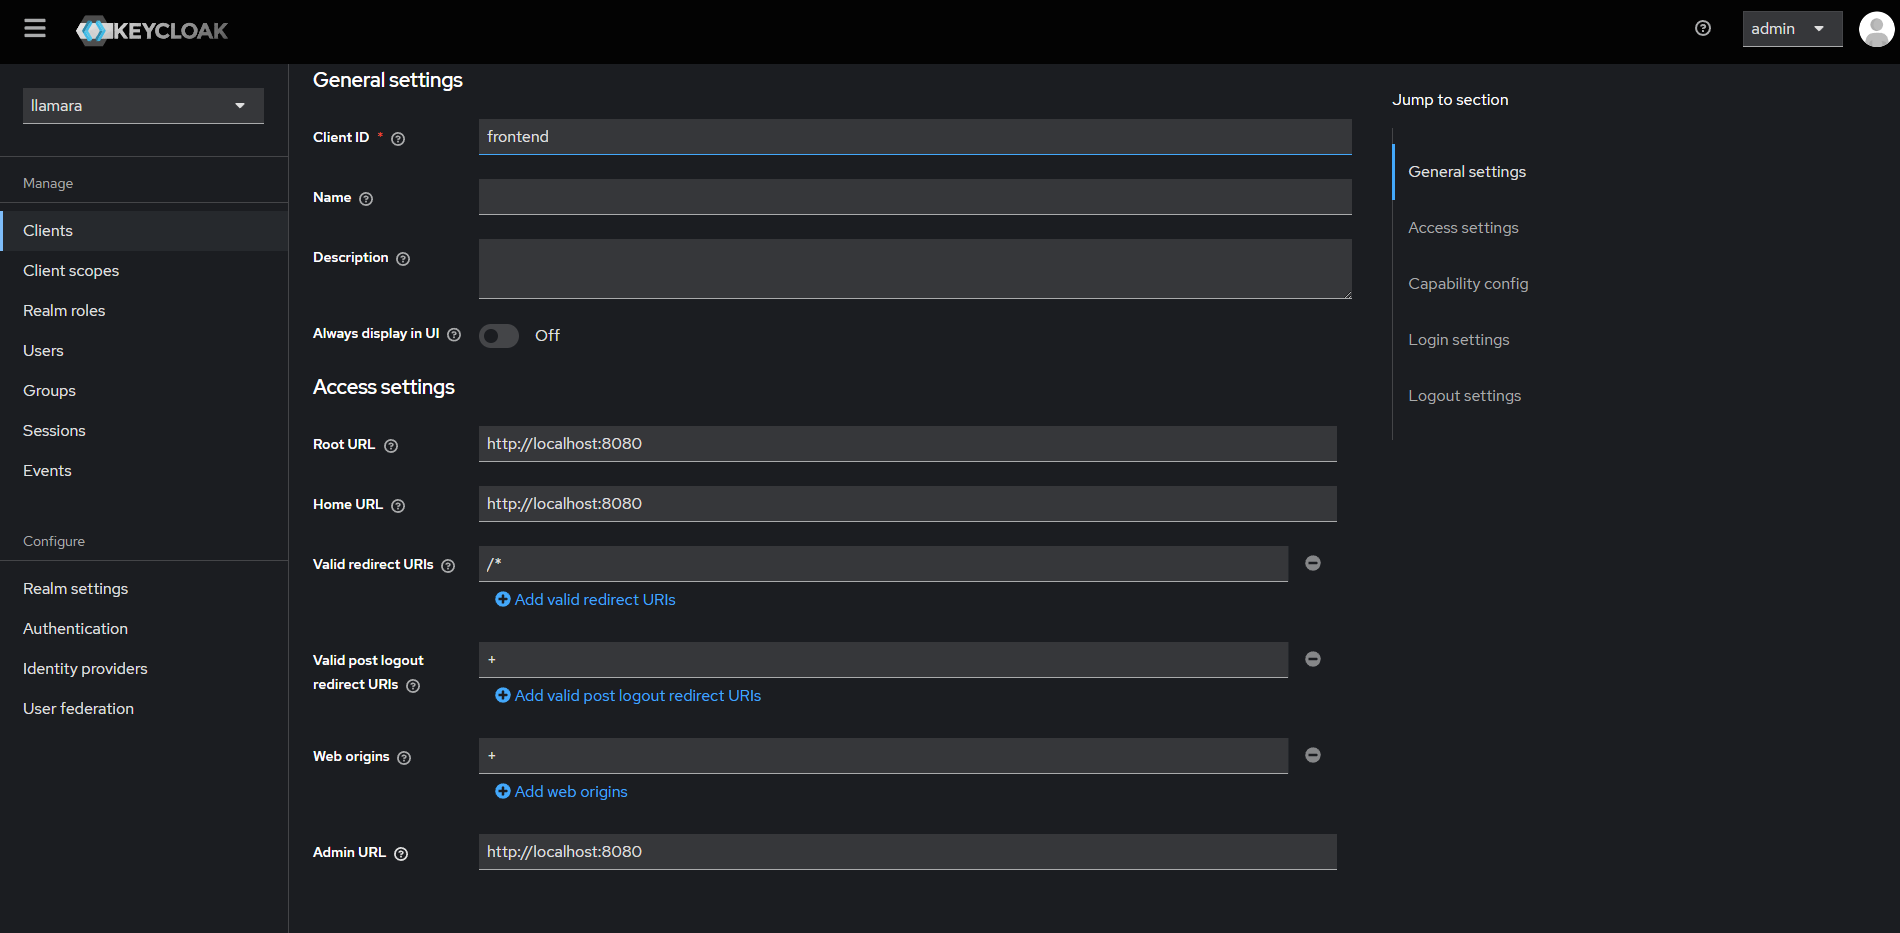 KEYCLOAK
admin
llamara
Manage
Clients
Client scopes
Realm roles
Users
Groups
Sessions
Events
Configure
Realm settings
Authentication
Identity providers
User federation
General settings
Client ID *
frontend
Name
Description
Always display in UI
Off
Access settings
Root URL
http://localhost:8080
Home URL
http://localhost:8080
Valid redirect URIs
/*
Add valid redirect URIs
Valid post logout
redirect URIs
+
Add valid post logout redirect URIs
Web origins
+
Add web origins
Admin URL
http://localhost:8080
Jump to section
General settings
Access settings
Capability config
Login settings
Logout settings